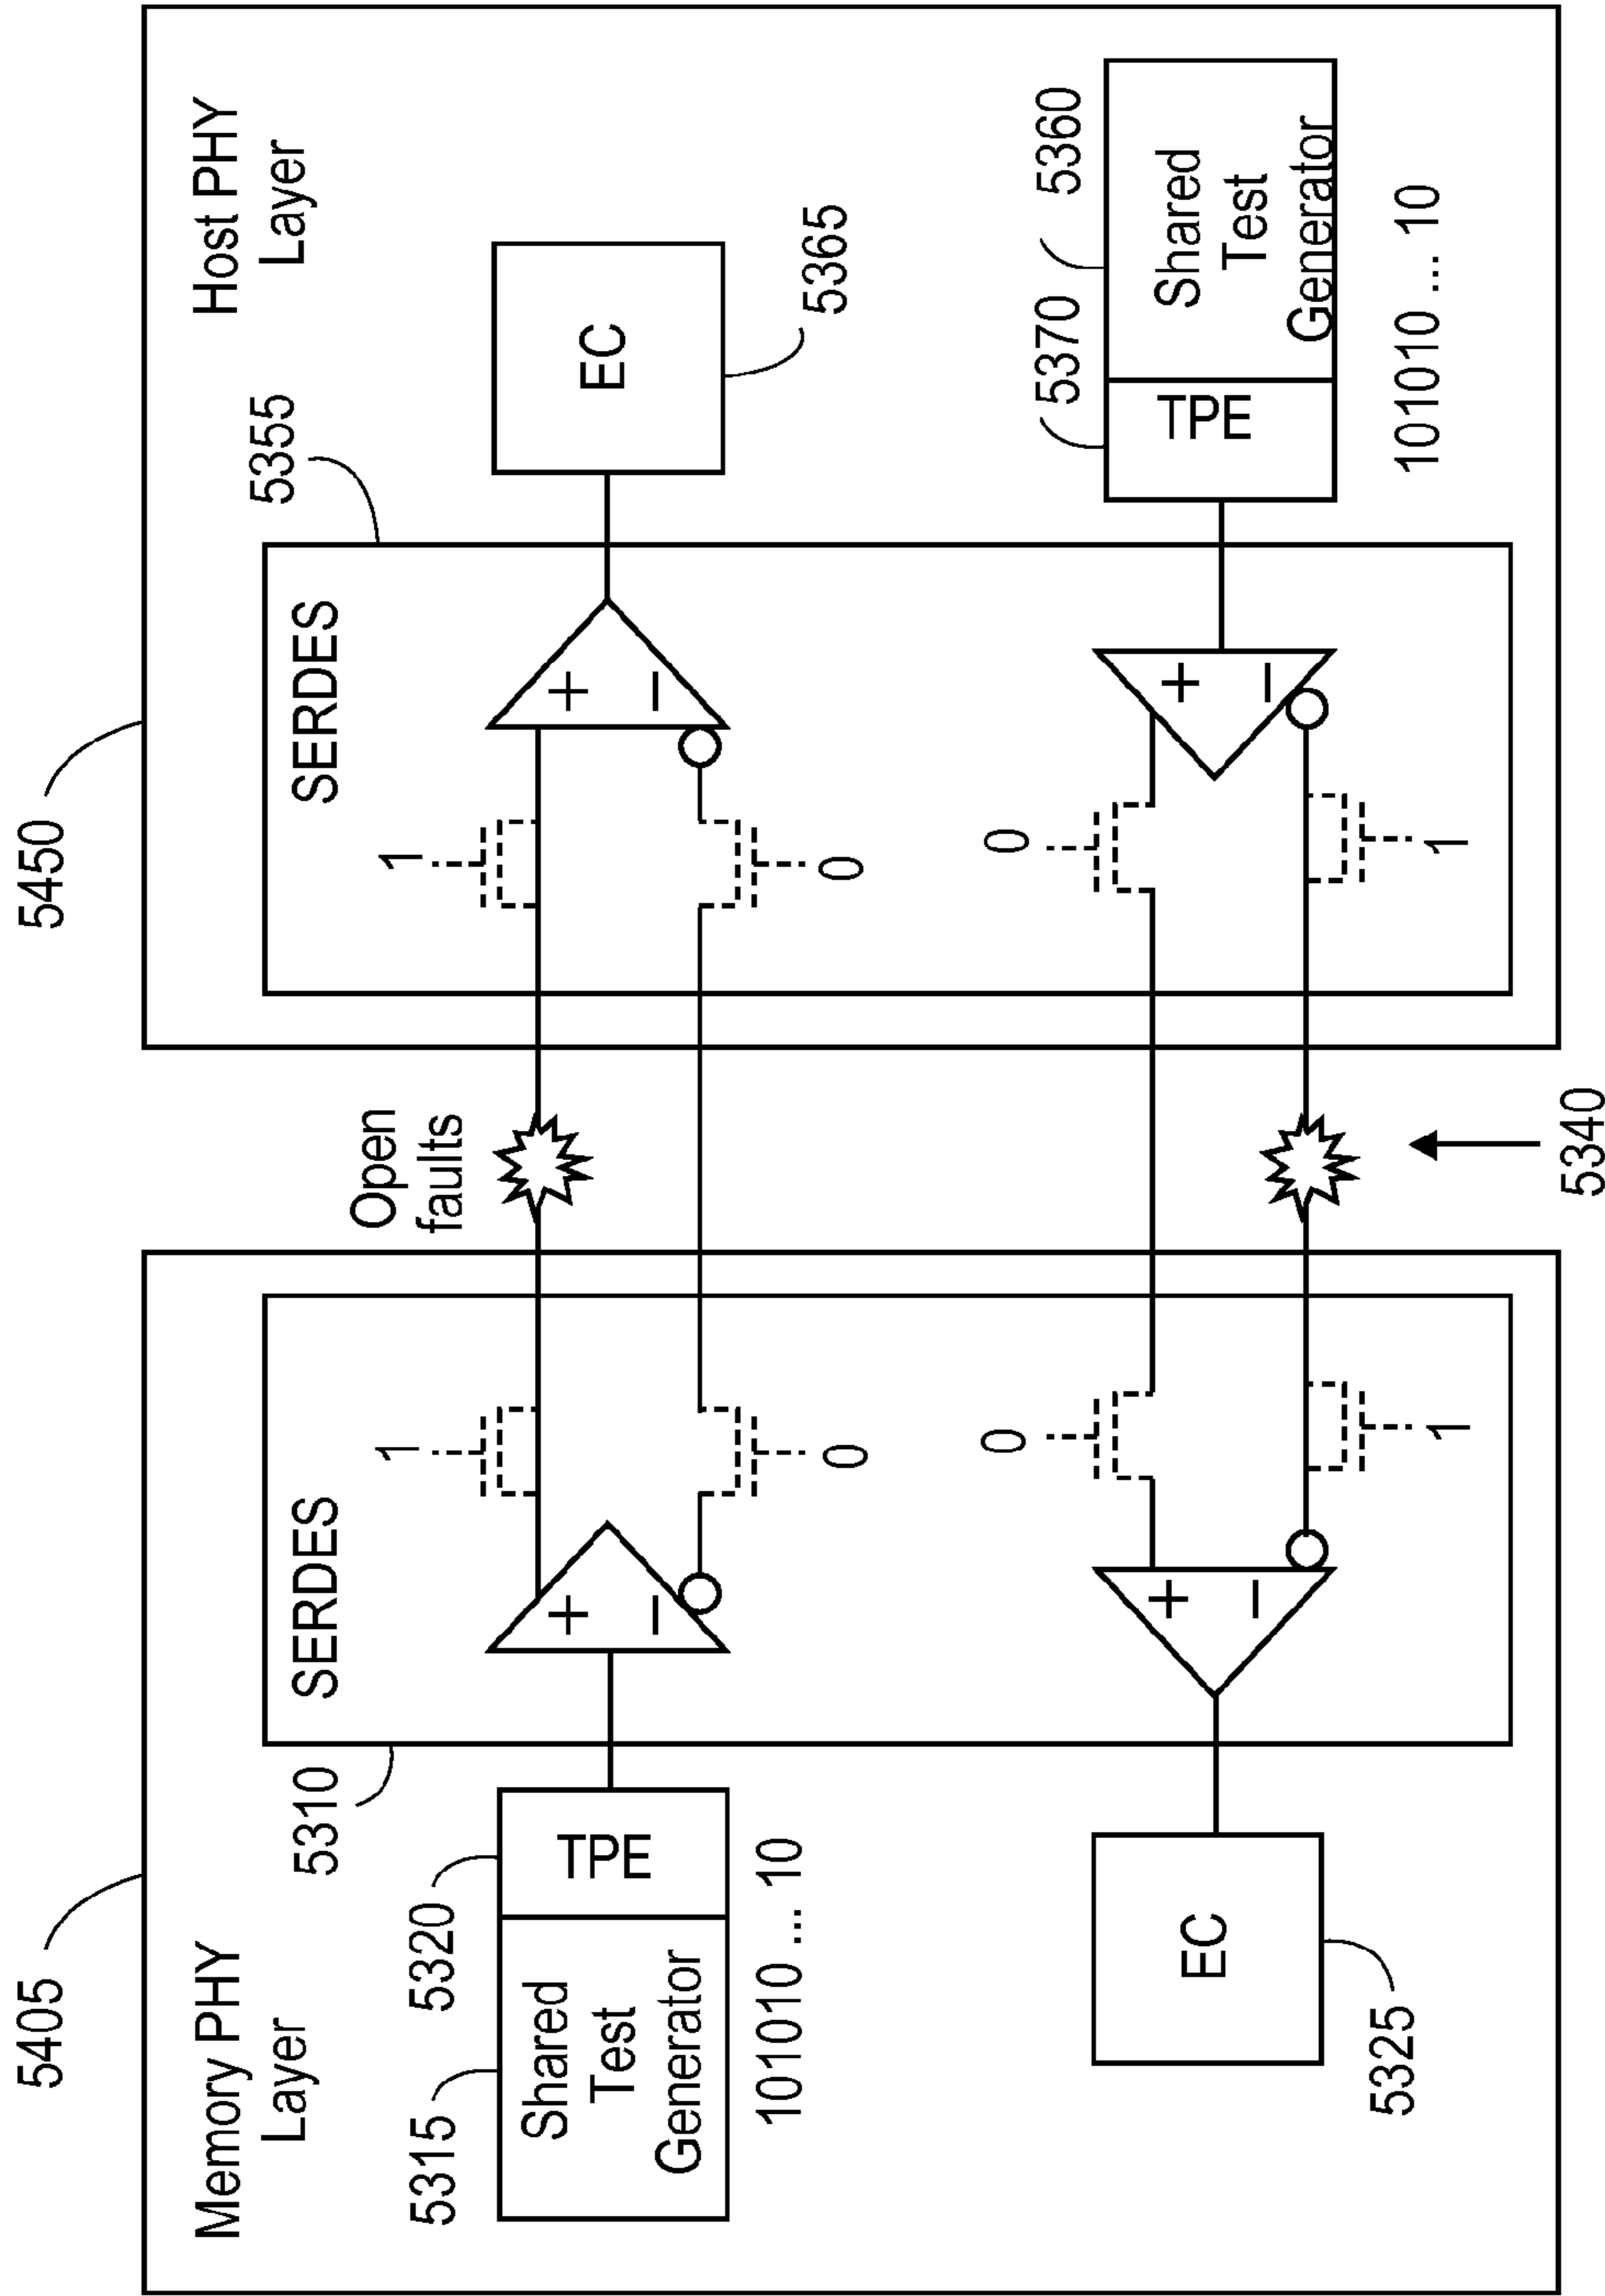 5405
5450
Memory PHY
Layer
Host PHY
Layer
5315
5320
5310
SERDES
Open
faults
SERDES
5355
Shared
Test
Generator
TPE
101010 ... 10
+
−
1
0
1
0
+
−
EC
5365
EC
5325
+
−
0
1
0
1
+
−
5370
5360
TPE
Shared
Test
Generator
101010 ... 10
5340